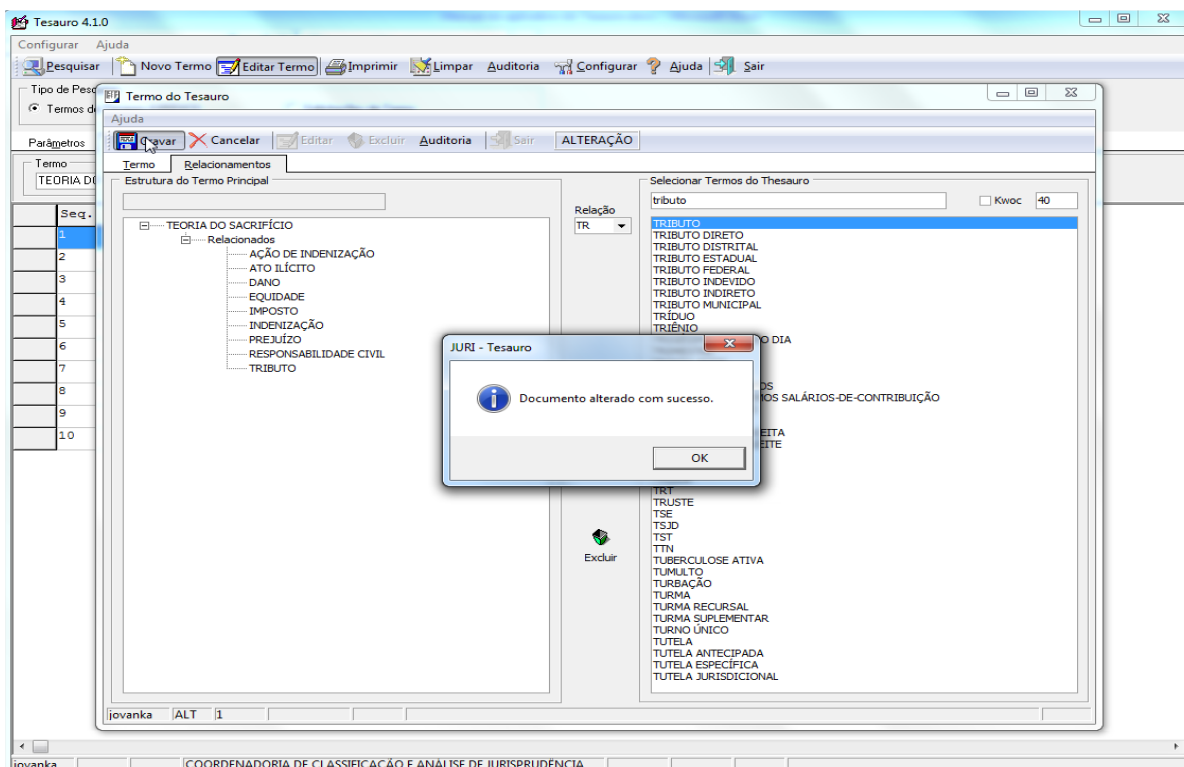 Tesauro 4.1.0
Configurar Ajuda
Pesquisar Novo Termo Editar Termo Imprimir Limpar Auditoria Configurar Ajuda Sair
Tipo de Pesq
Termos d
Parâmetros
Termo
TEORIA D
Seq.
1
2
3
4
5
6
7
8
9
10
Termo do Tesauro
Ajuda
Gravar Cancelar Editar Excluir Auditoria Sair ALTERAÇÃO
Termo Relacionamentos
Estrutura do Termo Principal
TEORIA DO SACRIFÍCIO
Relacionados
AÇÃO DE INDENIZAÇÃO
ATO ILÍCITO
DANO
EQUIDADE
IMPOSTO
INDENIZAÇÃO
PREJUÍZO
RESPONSABILIDADE CIVIL
TRIBUTO
Relação
TR
Excluir
Selecionar Termos do Thesauro
tributo Kwoc 40
TRIBUTO
TRIBUTO DIRETO
TRIBUTO DISTRITAL
TRIBUTO ESTADUAL
TRIBUTO FEDERAL
TRIBUTO INDEVIDO
TRIBUTO INDIRETO
TRIBUTO MUNICIPAL
TRÍDUO
TRIÊNIO
O DIA
OS
MOS SALÁRIOS-DE-CONTRIBUIÇÃO
EITA
EITE
TRT
TRUSTE
TSE
TSJD
TST
TTN
TUBERCULOSE ATIVA
TUMULTO
TURBAÇÃO
TURMA
TURMA RECURSAL
TURMA SUPLEMENTAR
TURNO ÚNICO
TUTELA
TUTELA ANTECIPADA
TUTELA ESPECÍFICA
TUTELA JURISDICIONAL
JURI - Tesauro
Documento alterado com sucesso.
OK
jovanka ALT 1
jovanka COORDENADORIA DE CLASSIFICAÇÃO E ANÁLISE DE JURISPRUDÊNCIA